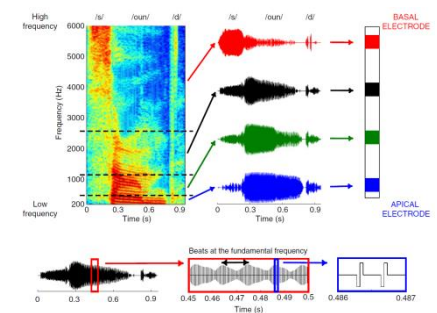 High frequency
/s/ /oun/ /d/
/s/ /oun/ /d/
BASAL ELECTRODE
6000
5000
4000
3000
2000
1000
200
Frequency (Hz)
0 0.3 0.6 0.9
Time (s)
0 0.3 0.6 0.9
Time (s)
Low frequency
APICAL ELECTRODE
Beats at the fundamental frequency
0 0.3 0.6 0.9
Time (s)
0.45 0.46 0.47 0.48 0.49 0.5
Time (s)
0.486 0.487